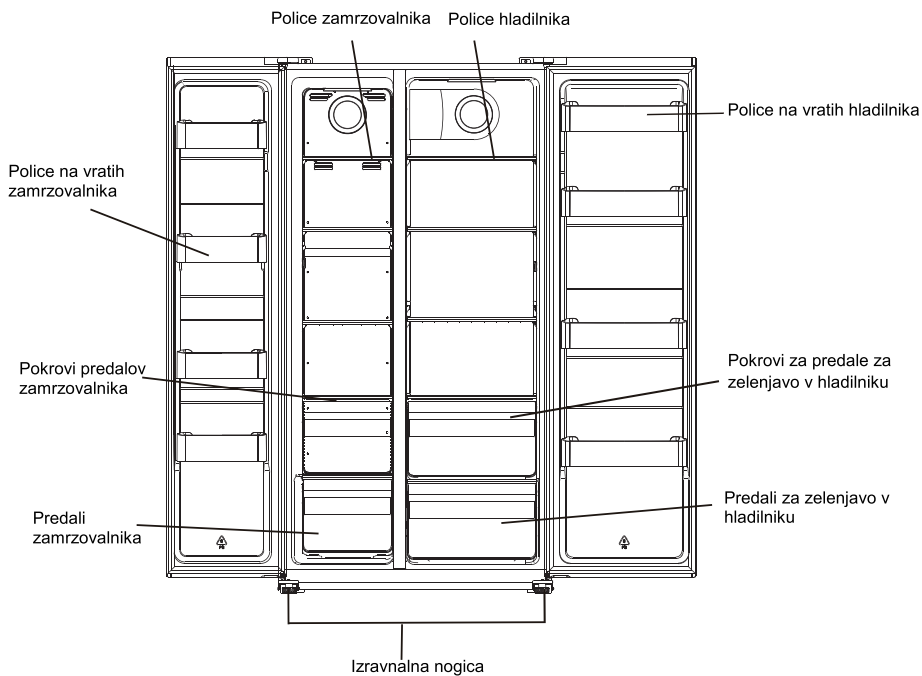 Police zamrzovalnika
Police hladilnika
Police na vratih hladilnika
Police na vratih
zamrzovalnika
Pokrovi predalov
zamrzovalnika
Pokrovi za predale za
zelenjavo v hladilniku
Predali
zamrzovalnika
Predali za zelenjavo v
hladilniku
Izravnalna nogica